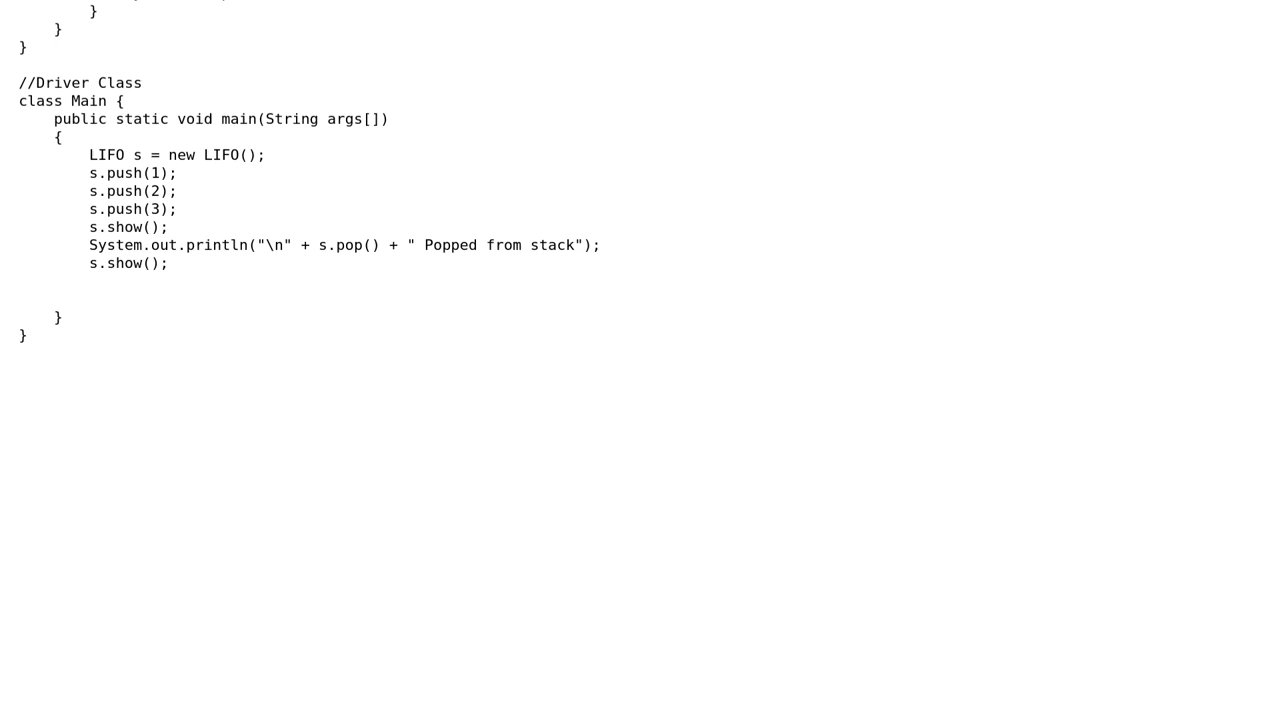 }
    }
}

//Driver Class
class Main {
    public static void main(String args[])
    {
        LIFO s = new LIFO();
        s.push(1);
        s.push(2);
        s.push(3);
        s.show();
        System.out.println("\n" + s.pop() + " Popped from stack");
        s.show();


    }
}